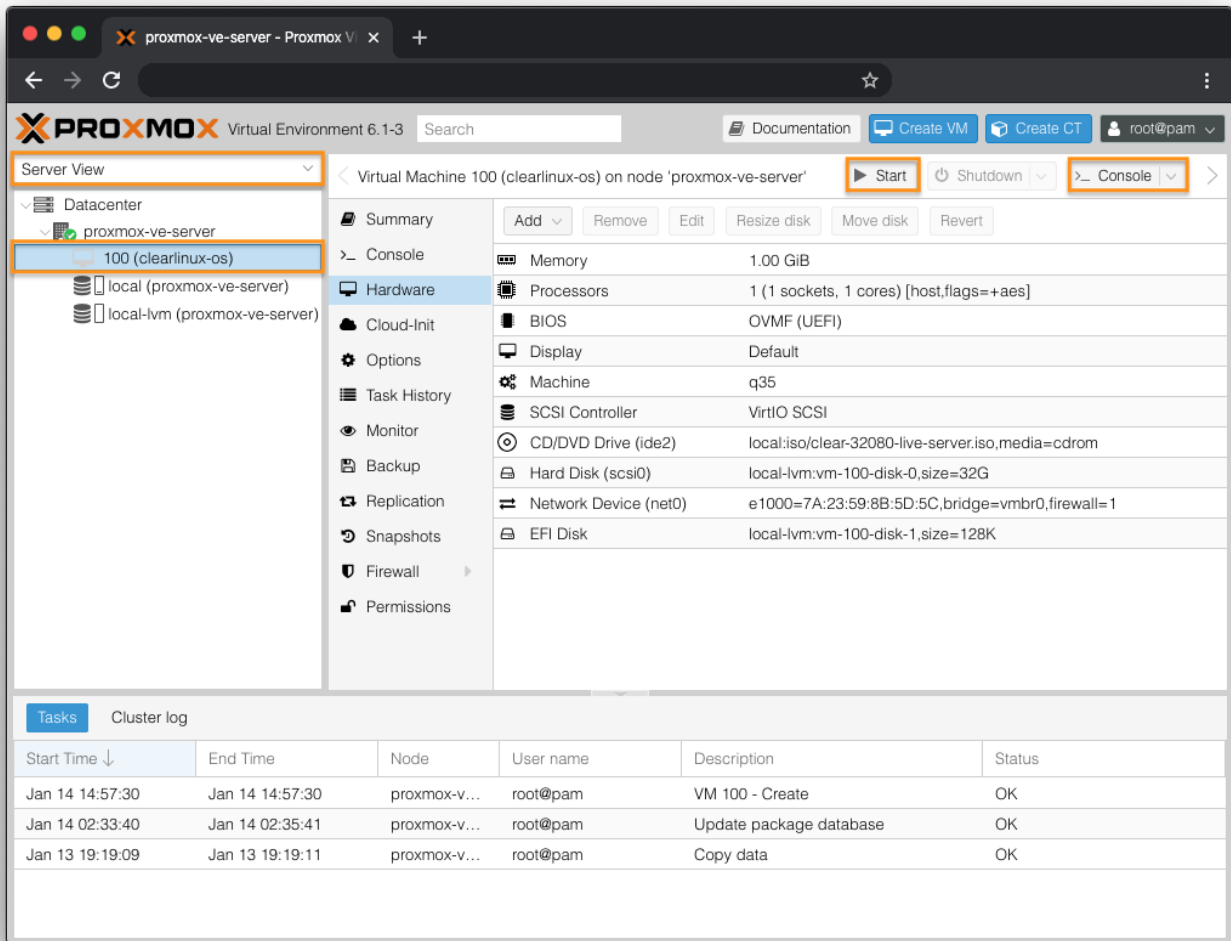 proxmox-ve-server - Proxmox Vi
PROXMOX Virtual Environment 6.1-3 Search Documentation Create VM Create CT root@pam
Server View
Virtual Machine 100 (clearlinux-os) on node 'proxmox-ve-server' Start Shutdown >_ Console
Datacenter
proxmox-ve-server
100 (clearlinux-os)
local (proxmox-ve-server)
local-lvm (proxmox-ve-server)
Summary
>_ Console
Hardware
Cloud-Init
Options
Task History
Monitor
Backup
Replication
Snapshots
Firewall
Permissions
Add Remove Edit Resize disk Move disk Revert
Memory 1.00 GiB
Processors 1 (1 sockets, 1 cores) [host,flags=+aes]
BIOS OVMF (UEFI)
Display Default
Machine q35
SCSI Controller VirtIO SCSI
CD/DVD Drive (ide2) local:iso/clear-32080-live-server.iso,media=cdrom
Hard Disk (scsi0) local-lvm:vm-100-disk-0,size=32G
Network Device (net0) e1000=7A:23:59:8B:5D:5C,bridge=vmbr0,firewall=1
EFI Disk local-lvm:vm-100-disk-1,size=128K
Tasks Cluster log
Start Time ↓ End Time Node User name Description Status
Jan 14 14:57:30 Jan 14 14:57:30 proxmox-v... root@pam VM 100 - Create OK
Jan 14 02:33:40 Jan 14 02:35:41 proxmox-v... root@pam Update package database OK
Jan 13 19:19:09 Jan 13 19:19:11 proxmox-v... root@pam Copy data OK